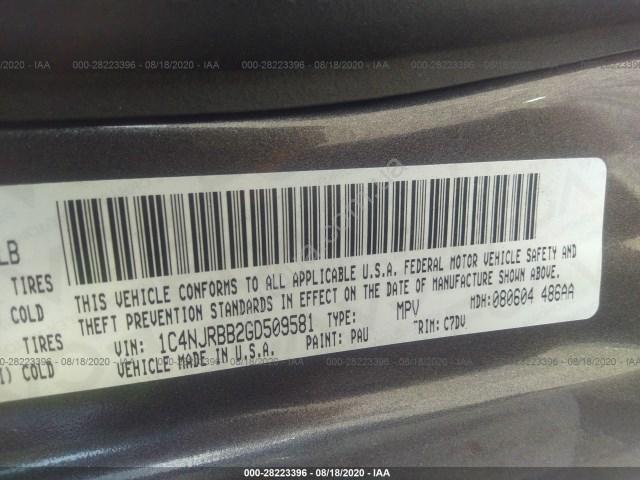 000-28223396 - 08/18/2020 - IAA
LB
TIRES
COLD
TIRES
COLD
THIS VEHICLE CONFORMS TO ALL APPLICABLE U.S.A. FEDERAL MOTOR VEHICLE SAFETY AND
THEFT PREVENTION STANDARDS IN EFFECT ON THE DATE OF MANUFACTURE SHOWN ABOVE.
VIN: 1C4NJRBB2GD509581 TYPE: MPV MDH:080604 486AA
VEHICLE MADE IN U.S.A. PAINT: PAU TRIM: C7DV
000-28223396 - 08/18/2020 - IAA